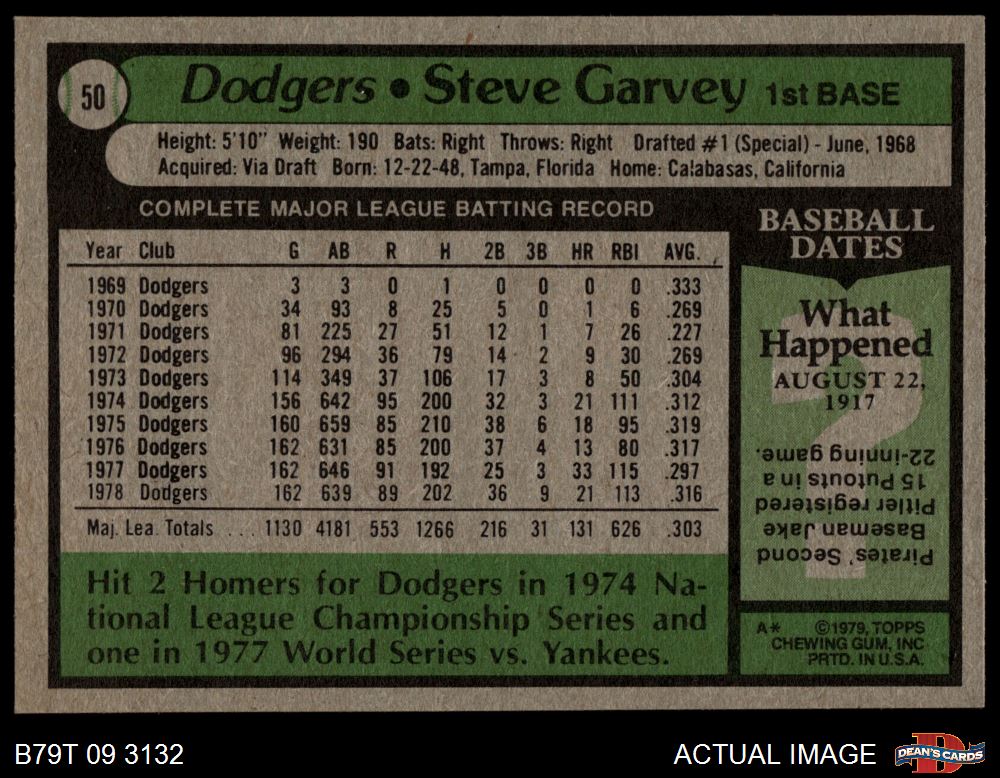 50
Dodgers • Steve Garvey 1st BASE
Height: 5'10" Weight: 190 Bats: Right Throws: Right Drafted #1 (Special) - June, 1968
Acquired: Via Draft Born: 12-22-48, Tampa, Florida Home: Calabasas, California
COMPLETE MAJOR LEAGUE BATTING RECORD
Year Club G AB R H 2B 3B HR RBI AVG.
1969 Dodgers 3 3 0 1 0 0 0 0 .333
1970 Dodgers 34 93 8 25 5 0 1 6 .269
1971 Dodgers 81 225 27 51 12 1 7 26 .227
1972 Dodgers 96 294 36 79 14 2 9 30 .269
1973 Dodgers 114 349 37 106 17 3 8 50 .304
1974 Dodgers 156 642 95 200 32 3 21 111 .312
1975 Dodgers 160 659 85 210 38 6 18 95 .319
1976 Dodgers 162 631 85 200 37 4 13 80 .317
1977 Dodgers 162 646 91 192 25 3 33 115 .297
1978 Dodgers 162 639 89 202 36 9 21 113 .316
Maj. Lea. Totals . . . 1130 4181 553 1266 216 31 131 626 .303
Hit 2 Homers for Dodgers in 1974 Na-
tional League Championship Series and
one in 1977 World Series vs. Yankees.
BASEBALL
DATES
What
Happened
AUGUST 22,
1917
Pirates' Second
Baseman Jake
Pitler registered
15 Putouts in a
22-inning game.
A* ©1979, TOPPS
CHEWING GUM, INC
PRTD. IN U.S.A.
B79T 09 3132
ACTUAL IMAGE
DEAN'S CARDS